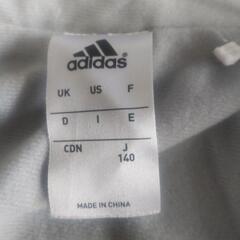 adidas
UK US F
D I E
CDN J
140
MADE IN CHINA